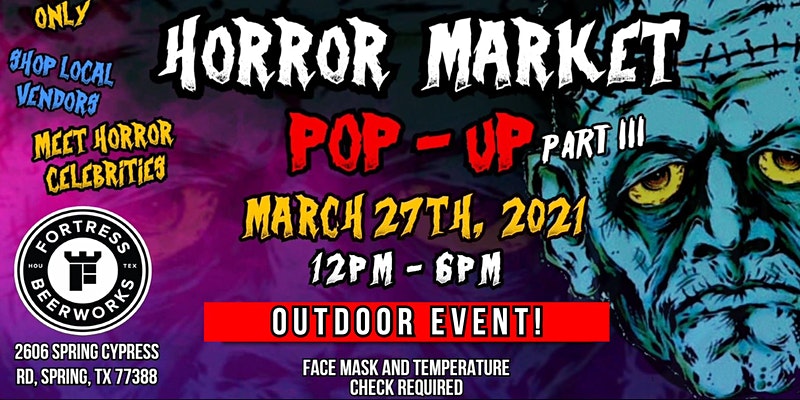 ONLY
SHOP LOCAL
VENDORS
MEET HORROR
CELEBRITIES
FORTRESS
HOU TEX
BEERWORKS
2606 SPRING CYPRESS
RD, SPRING, TX 77388
HORROR MARKET
POP - UP PART III
MARCH 27TH, 2021
12PM - 6PM
OUTDOOR EVENT!
FACE MASK AND TEMPERATURE
CHECK REQUIRED